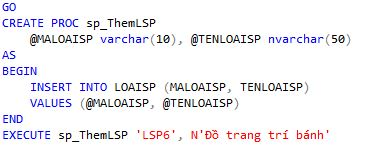 GO
CREATE PROC sp_ThemLSP
@MALOAISP varchar(10), @TENLOAISP nvarchar(50)
AS
BEGIN
INSERT INTO LOAISP (MALOAISP, TENLOAISP)
VALUES (@MALOAISP, @TENLOAISP)
END
EXECUTE sp_ThemLSP 'LSP6', N'Đồ trang trí bánh'